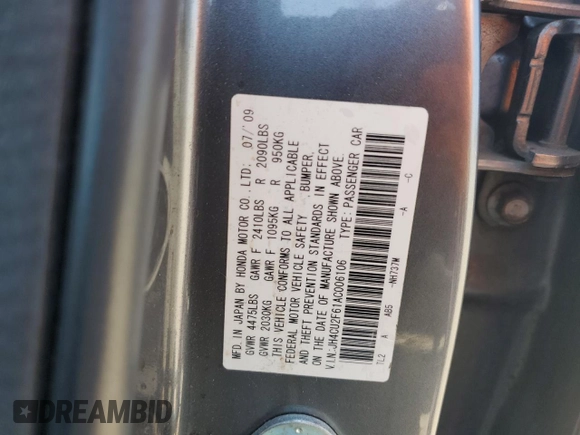 MFD. IN JAPAN BY HONDA MOTOR CO., LTD. 07/'09
GVWR 4475LBS GAWR F 2410LBS R 2090LBS
GVWR 2030KG GAWR F 1095KG R 950KG
THIS VEHICLE CONFORMS TO ALL APPLICABLE
FEDERAL MOTOR VEHICLE SAFETY BUMPER,
AND THEFT PREVENTION STANDARDS IN EFFECT
ON THE DATE OF MANUFACTURE SHOWN ABOVE.
V.I.N.:JH4CU2F61AC006106 TYPE: PASSENGER CAR
TL2 A AB5 -NH737M -A -C
DREAMBID